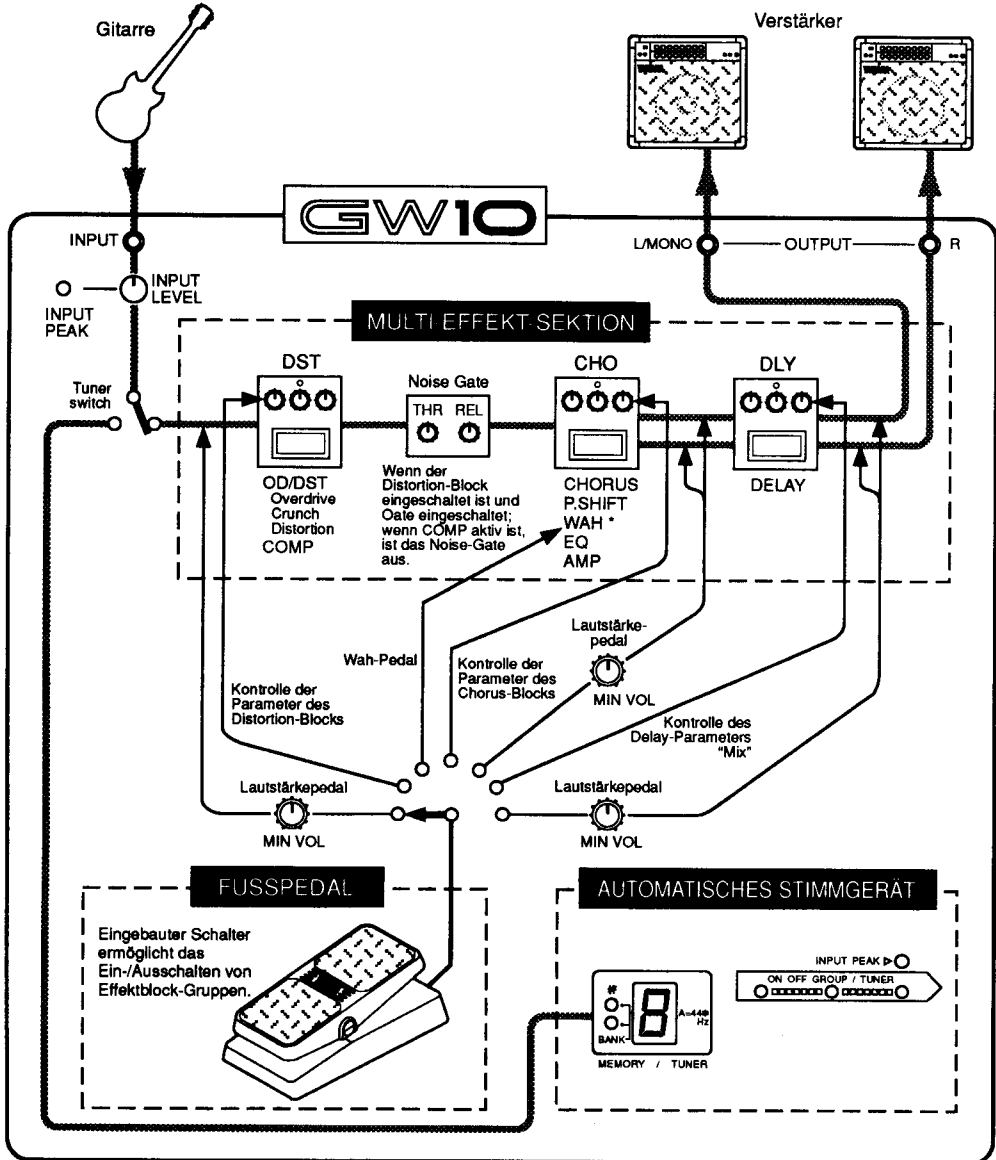 Gitarre
Verstärker
GW10
INPUT
L/MONO
OUTPUT
R
INPUT
LEVEL
INPUT
PEAK
MULTI-EFFEKT-SEKTION
Tuner
switch
DST
OD/DST
Overdrive
Crunch
Distortion
COMP
Noise Gate
THR REL
Wenn der
Distortion-Block
eingeschaltet ist und
Oate eingeschaltet;
wenn COMP aktiv ist,
ist das Noise-Gate
aus.
CHO
CHORUS
P.SHIFT
WAH *
EQ
AMP
DLY
DELAY
Kontrolle der
Parameter des
Distortion-Blocks
Wah-Pedal
Kontrolle der
Parameter des
Chorus-Blocks
Lautstärke-
pedal
MIN VOL
Kontrolle des
Delay-Parameters
"Mix"
Lautstärkepedal
MIN VOL
Lautstärkepedal
MIN VOL
FUSSPEDAL
Eingebauter Schalter
ermöglicht das
Ein-/Ausschalten von
Effektblock-Gruppen.
AUTOMATISCHES STIMMGERÄT
INPUT PEAK
ON OFF GROUP / TUNER
#
8
A=440
Hz
BANK
MEMORY / TUNER